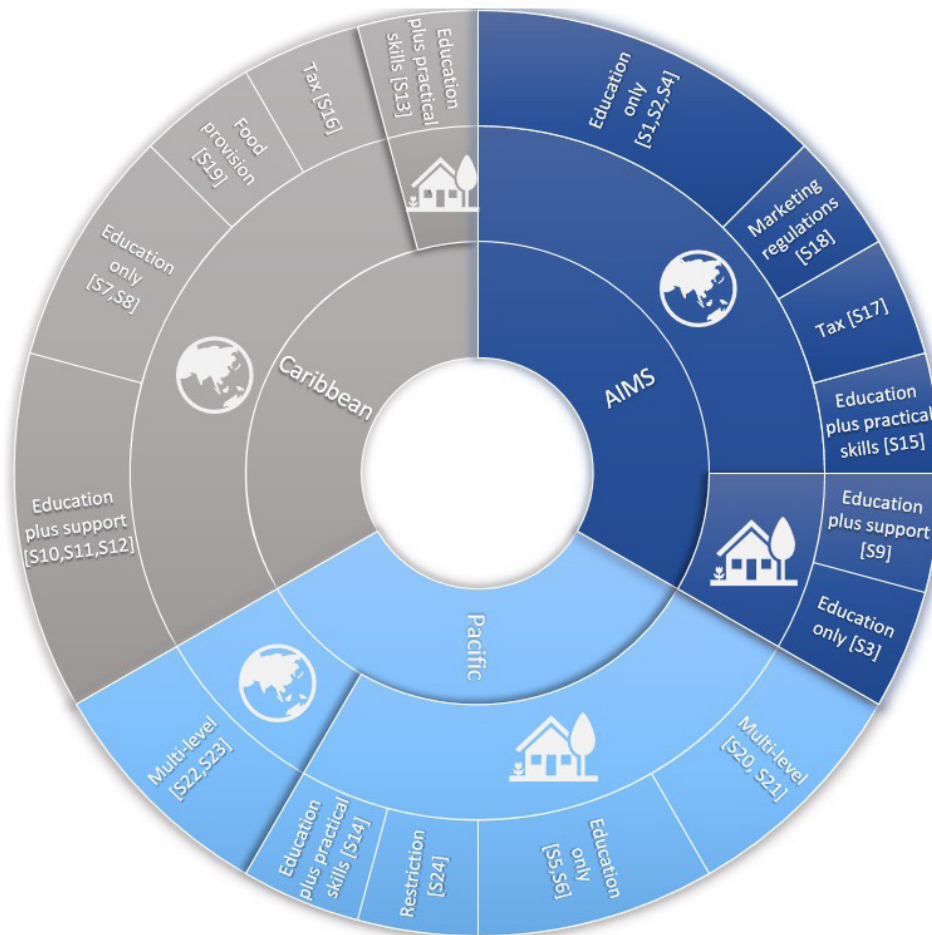 Education
only
[S1,S2,S4]
Marketing
regulations
[S18]
Tax [S17]
Education
plus practical
skills [S15]
Education
plus support
[S9]
Education
only [S3]
AIMS
Multi-level
[S20, S21]
Education
only
[S5,S6]
Restriction
[S24]
Education
plus practical
skills [S14]
Multi-level
[S22,S23]
Pacific
Education
plus support
[S10,S11,S12]
Education
only
[S7,S8]
Food
provision
[S19]
Tax [S16]
Education
plus practical
skills [S13]
Caribbean